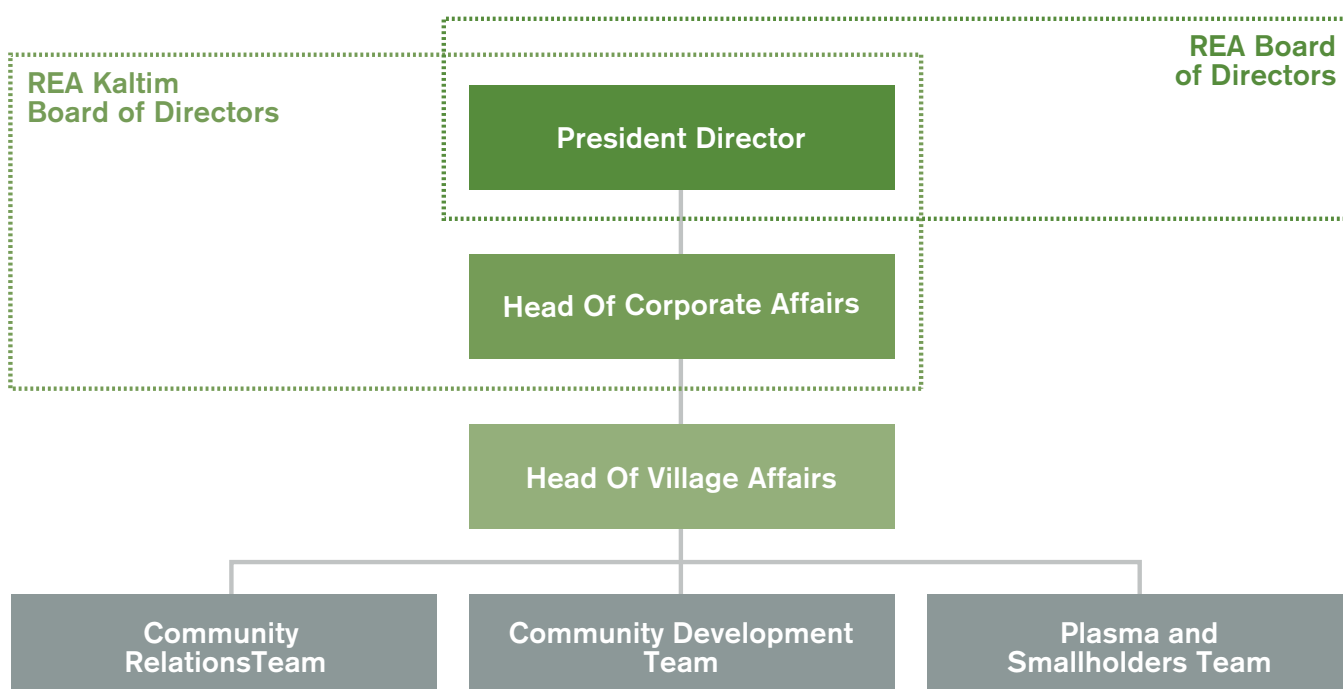 REA Board
of Directors
REA Kaltim
Board of Directors
President Director
Head Of Corporate Affairs
Head Of Village Affairs
Community
RelationsTeam
Community Development
Team
Plasma and
Smallholders Team